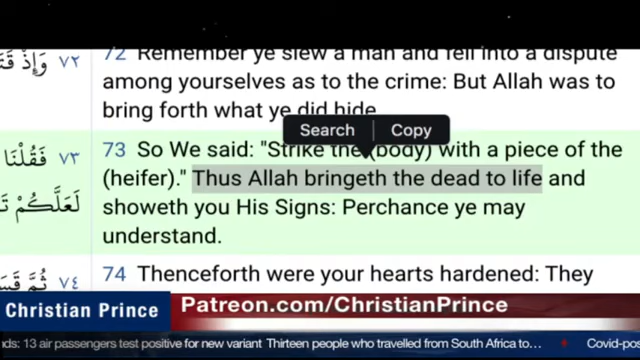 72 Remember ye slew a man and fell into a dispute
٧٢ وَإِذْ
among yourselves as to the crime: But Allah was to
bring forth what ye did hide
Search | Copy
73 So We said: "Strike the (body) with a piece of the
٧٣ فَقُلْنَا
(heifer)." Thus Allah bringeth the dead to life and
showeth you His Signs: Perchance ye may
لَعَلَّكُمْ
understand.
74 Thenceforth were your hearts hardened: They
٧٤ ثُمَّ
Christian Prince
Patreon.com/ChristianPrince
nds: 13 air passengers test positive for new variant Thirteen people who travelled from South Africa to... Covid-pos